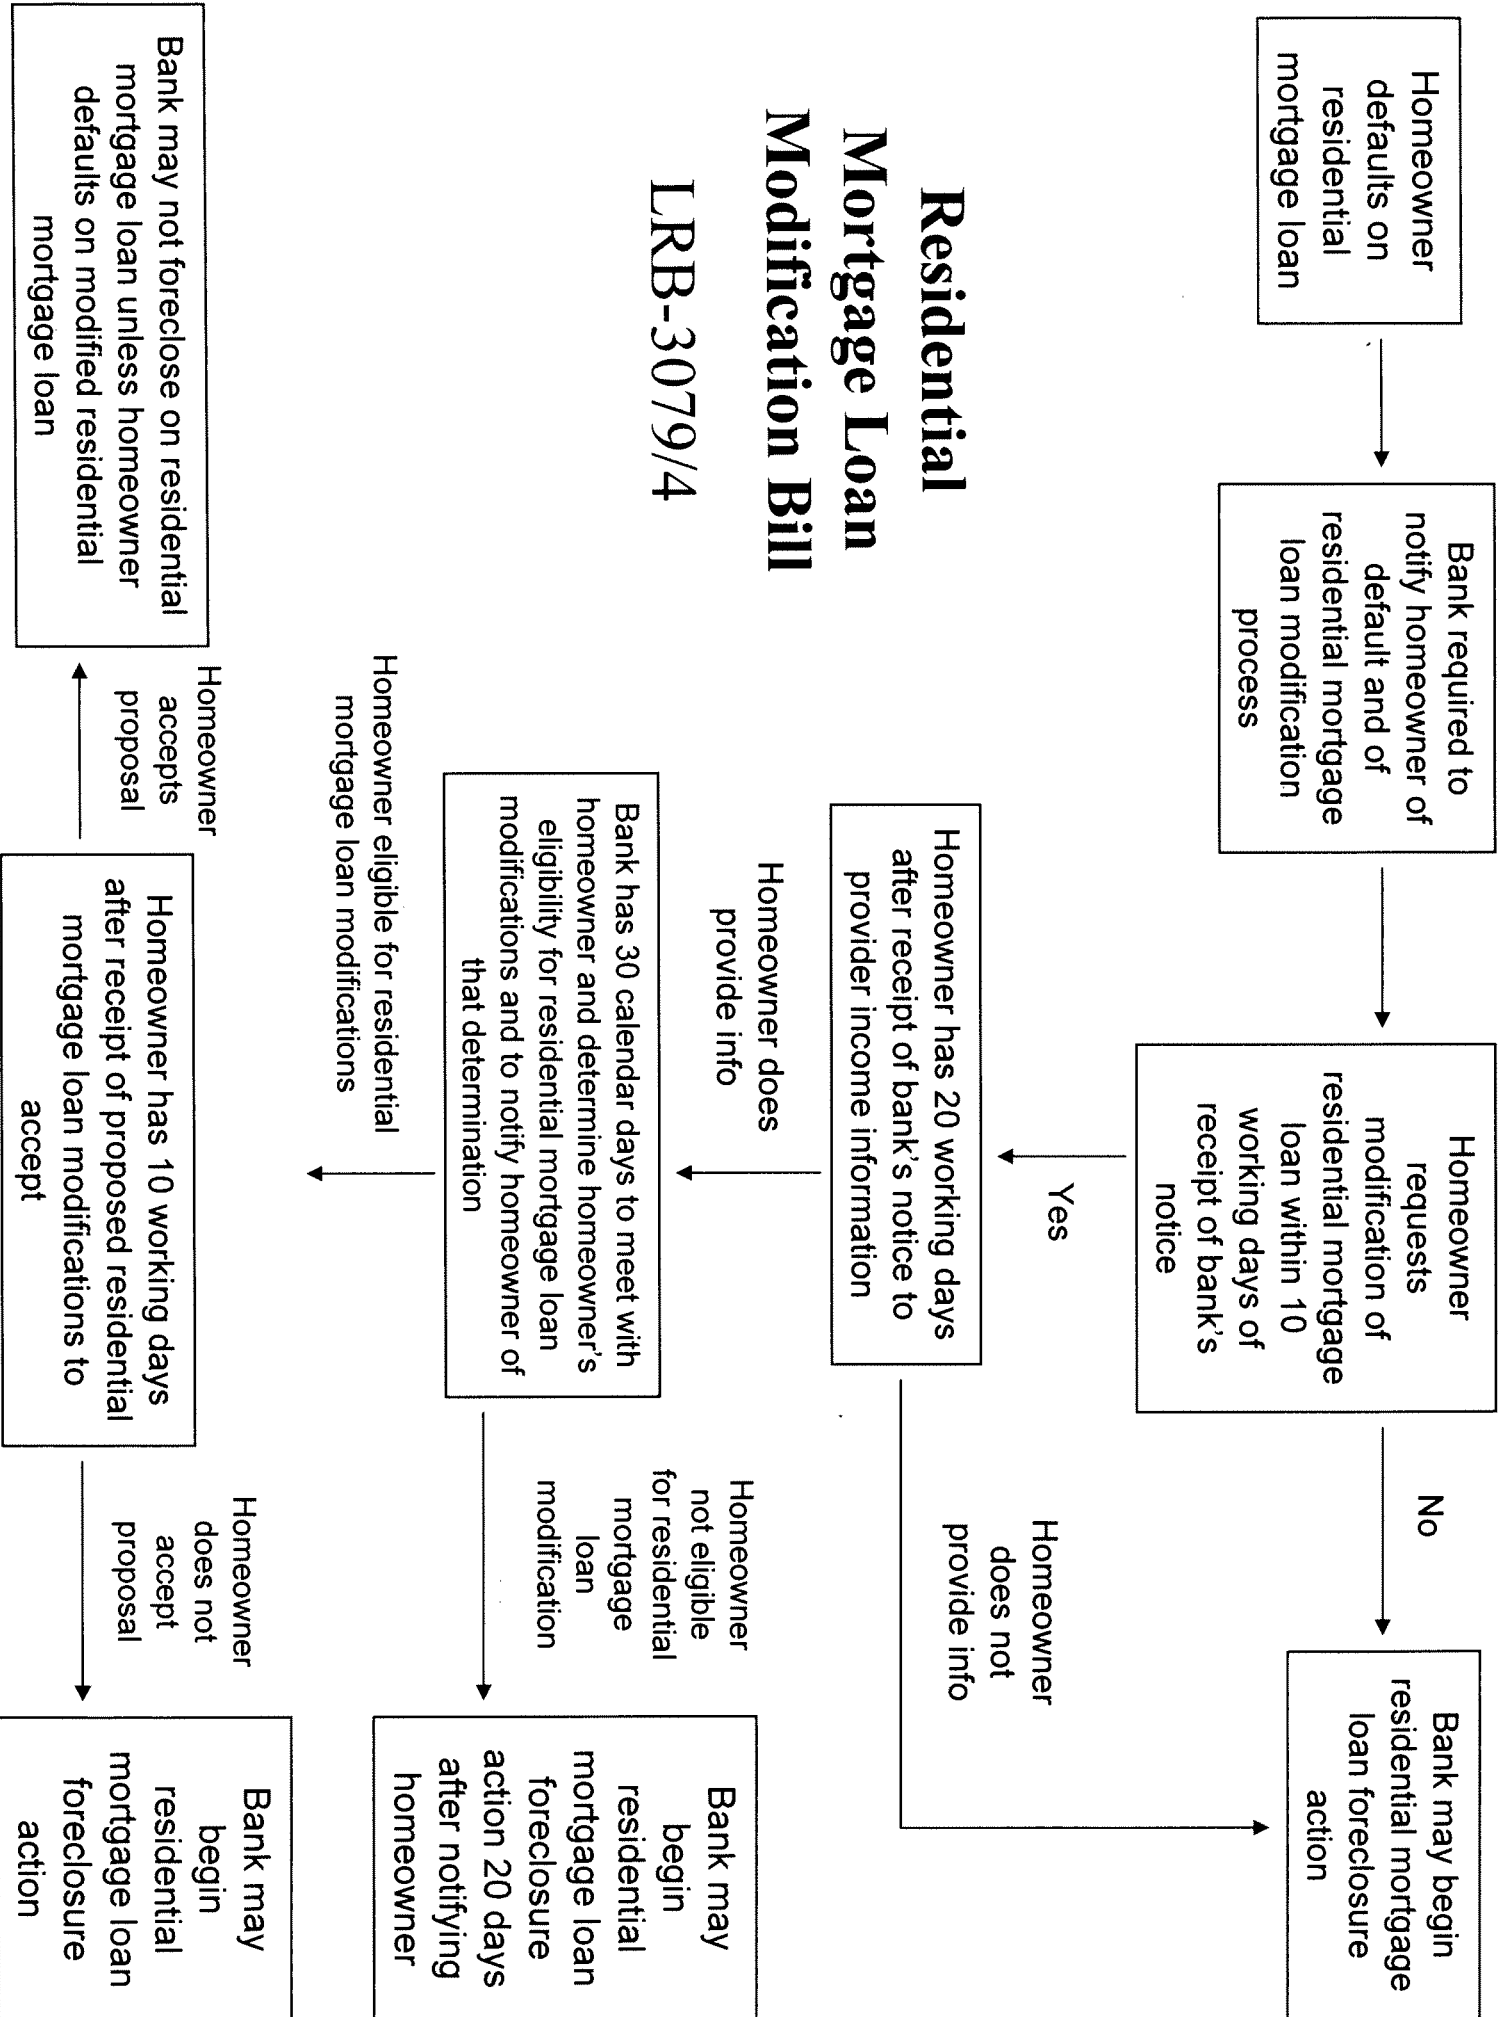 Homeowner
defaults on
residential
mortgage loan
Bank required to
notify homeowner of
default and of
residential mortgage
loan modification
process
Homeowner
requests
modification of
residential mortgage
loan within 10
working days of
receipt of bank's
notice
No
Bank may begin
residential mortgage
loan foreclosure
action
Residential
Mortgage Loan
Modification Bill
LRB-3079/4
Yes
Homeowner
does not
provide info
Homeowner has 20 working days
after receipt of bank's notice to
provider income information
Homeowner does
provide info
Bank has 30 calendar days to meet with
homeowner and determine homeowner's
eligibility for residential mortgage loan
modifications and to notify homeowner of
that determination
Homeowner
not eligible
for residential
mortgage
loan
modification
Bank may
begin
residential
mortgage loan
foreclosure
action 20 days
after notifying
homeowner
Homeowner eligible for residential
mortgage loan modifications
Bank may not foreclose on residential
mortgage loan unless homeowner
defaults on modified residential
mortgage loan
Homeowner
accepts
proposal
Homeowner has 10 working days
after receipt of proposed residential
mortgage loan modifications to
accept
Homeowner
does not
accept
proposal
Bank may
begin
residential
mortgage loan
foreclosure
action